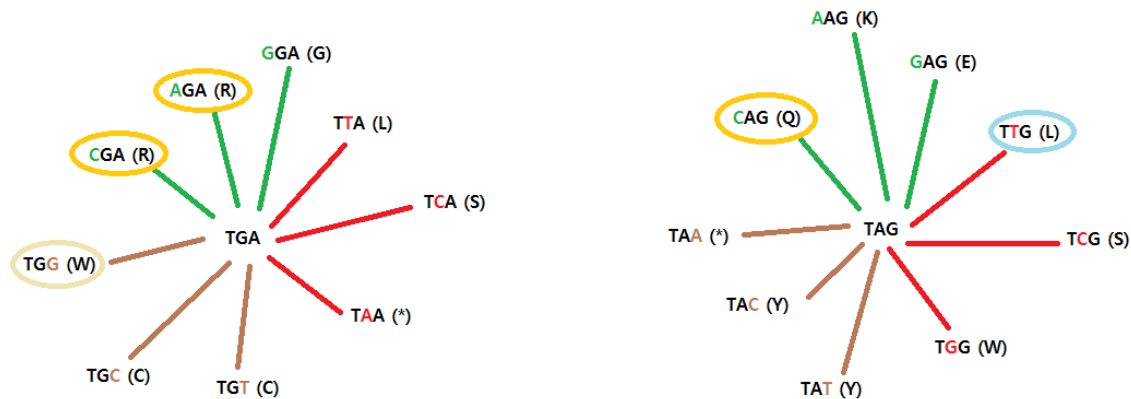 GGA (G)
AGA (R)
CGA (R)
TTA (L)
TCA (S)
TGA
TGG (W)
TAA (*)
TGC (C)
TGT (C)
AAG (K)
GAG (E)
CAG (Q)
TTG (L)
TAG
TAA (*)
TCG (S)
TAC (Y)
TGG (W)
TAT (Y)